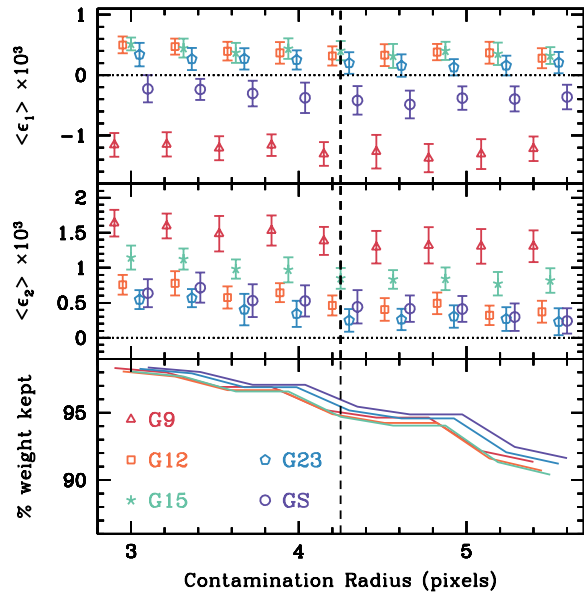 1
0
−1
<ϵ₁> ×10³
2
1.5
1
0.5
0
<ϵ₂> ×10³
95
90
% weight kept
G9
G12
G23
G15
GS
3
4
5
Contamination Radius (pixels)